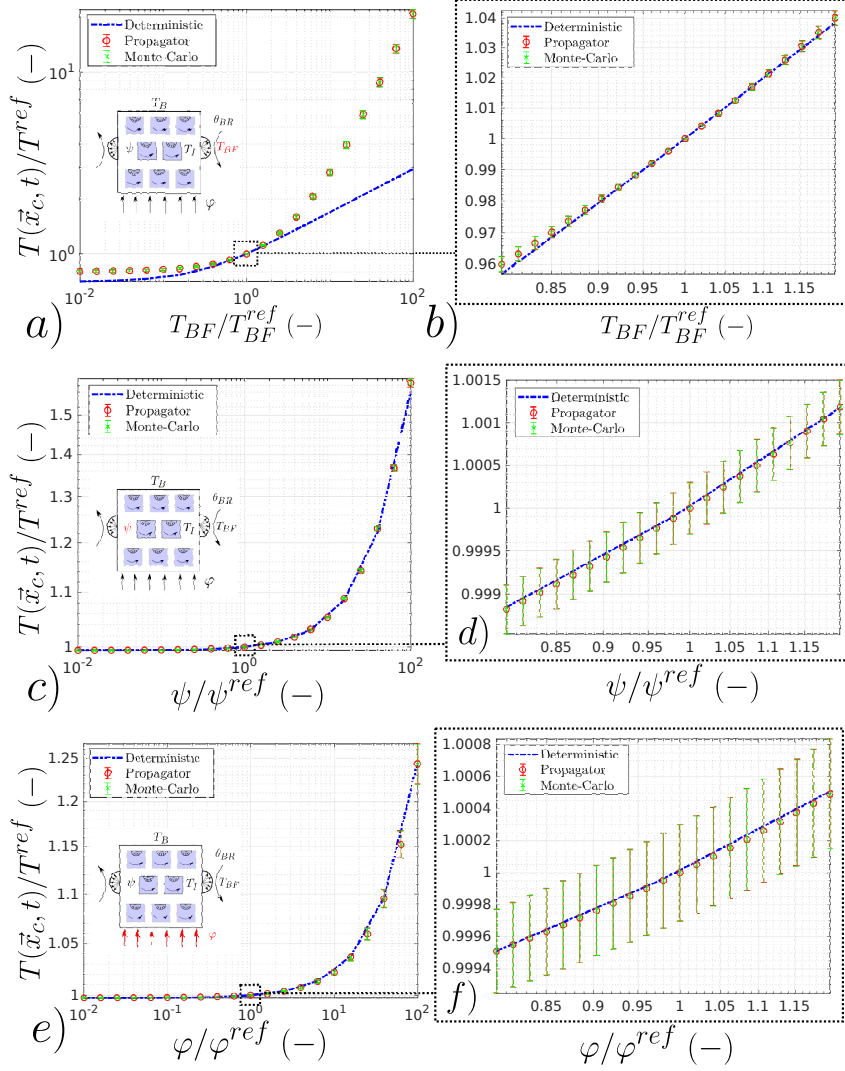 T(x⃗_c, t)/T^ref (−)
10^1
10^0
Deterministic
Propagator
Monte-Carlo
T_B
θ_BR
ψ
T_I
T_BF
φ
10^-2
10^0
10^2
T_BF/T_BF^ref (−)
a)
1.04
1.03
1.02
1.01
1
0.99
0.98
0.97
0.96
Deterministic
Propagator
Monte-Carlo
0.85 0.9 0.95 1 1.05 1.1 1.15
T_BF/T_BF^ref (−)
b)
T(x⃗_c, t)/T^ref (−)
1.5
1.4
1.3
1.2
1.1
1
Deterministic
Propagator
Monte-Carlo
T_B
θ_BR
ψ
T_I
T_BF
φ
10^-2
10^0
10^2
ψ/ψ^ref (−)
c)
1.0015
1.001
1.0005
1
0.9995
0.999
Deterministic
Propagator
Monte-Carlo
0.85 0.9 0.95 1 1.05 1.1 1.15
ψ/ψ^ref (−)
d)
T(x⃗_c, t)/T^ref (−)
1.25
1.2
1.15
1.1
1.05
1
Deterministic
Propagator
Monte-Carlo
T_B
θ_BR
ψ
T_I
T_BF
φ
10^-2 10^-1 10^0 10^1 10^2
φ/φ^ref (−)
e)
1.0008
1.0006
1.0004
1.0002
1
0.9998
0.9996
0.9994
Deterministic
Propagator
Monte-Carlo
0.85 0.9 0.95 1 1.05 1.1 1.15
φ/φ^ref (−)
f)